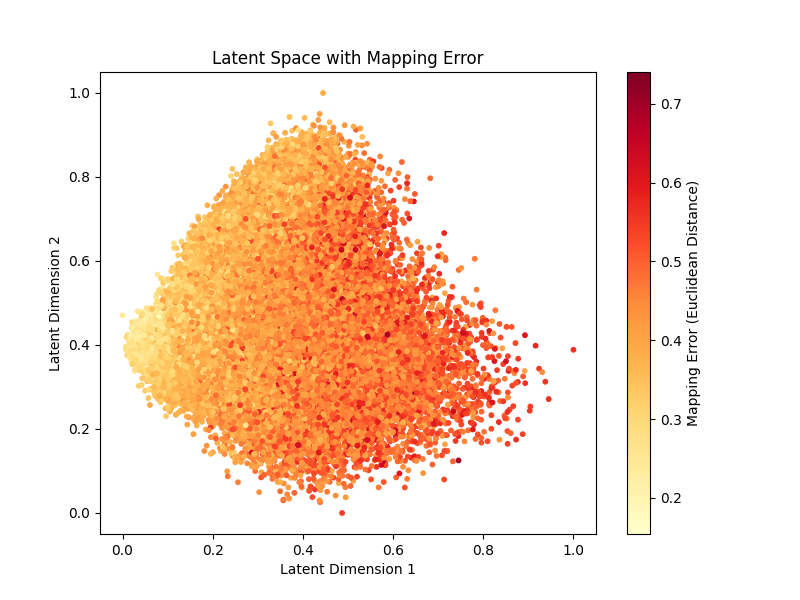 Latent Space with Mapping Error
1.0
0.8
0.6
0.4
0.2
0.0
Latent Dimension 2
0.0 0.2 0.4 0.6 0.8 1.0
Latent Dimension 1
0.7
0.6
0.5
0.4
0.3
0.2
Mapping Error (Euclidean Distance)